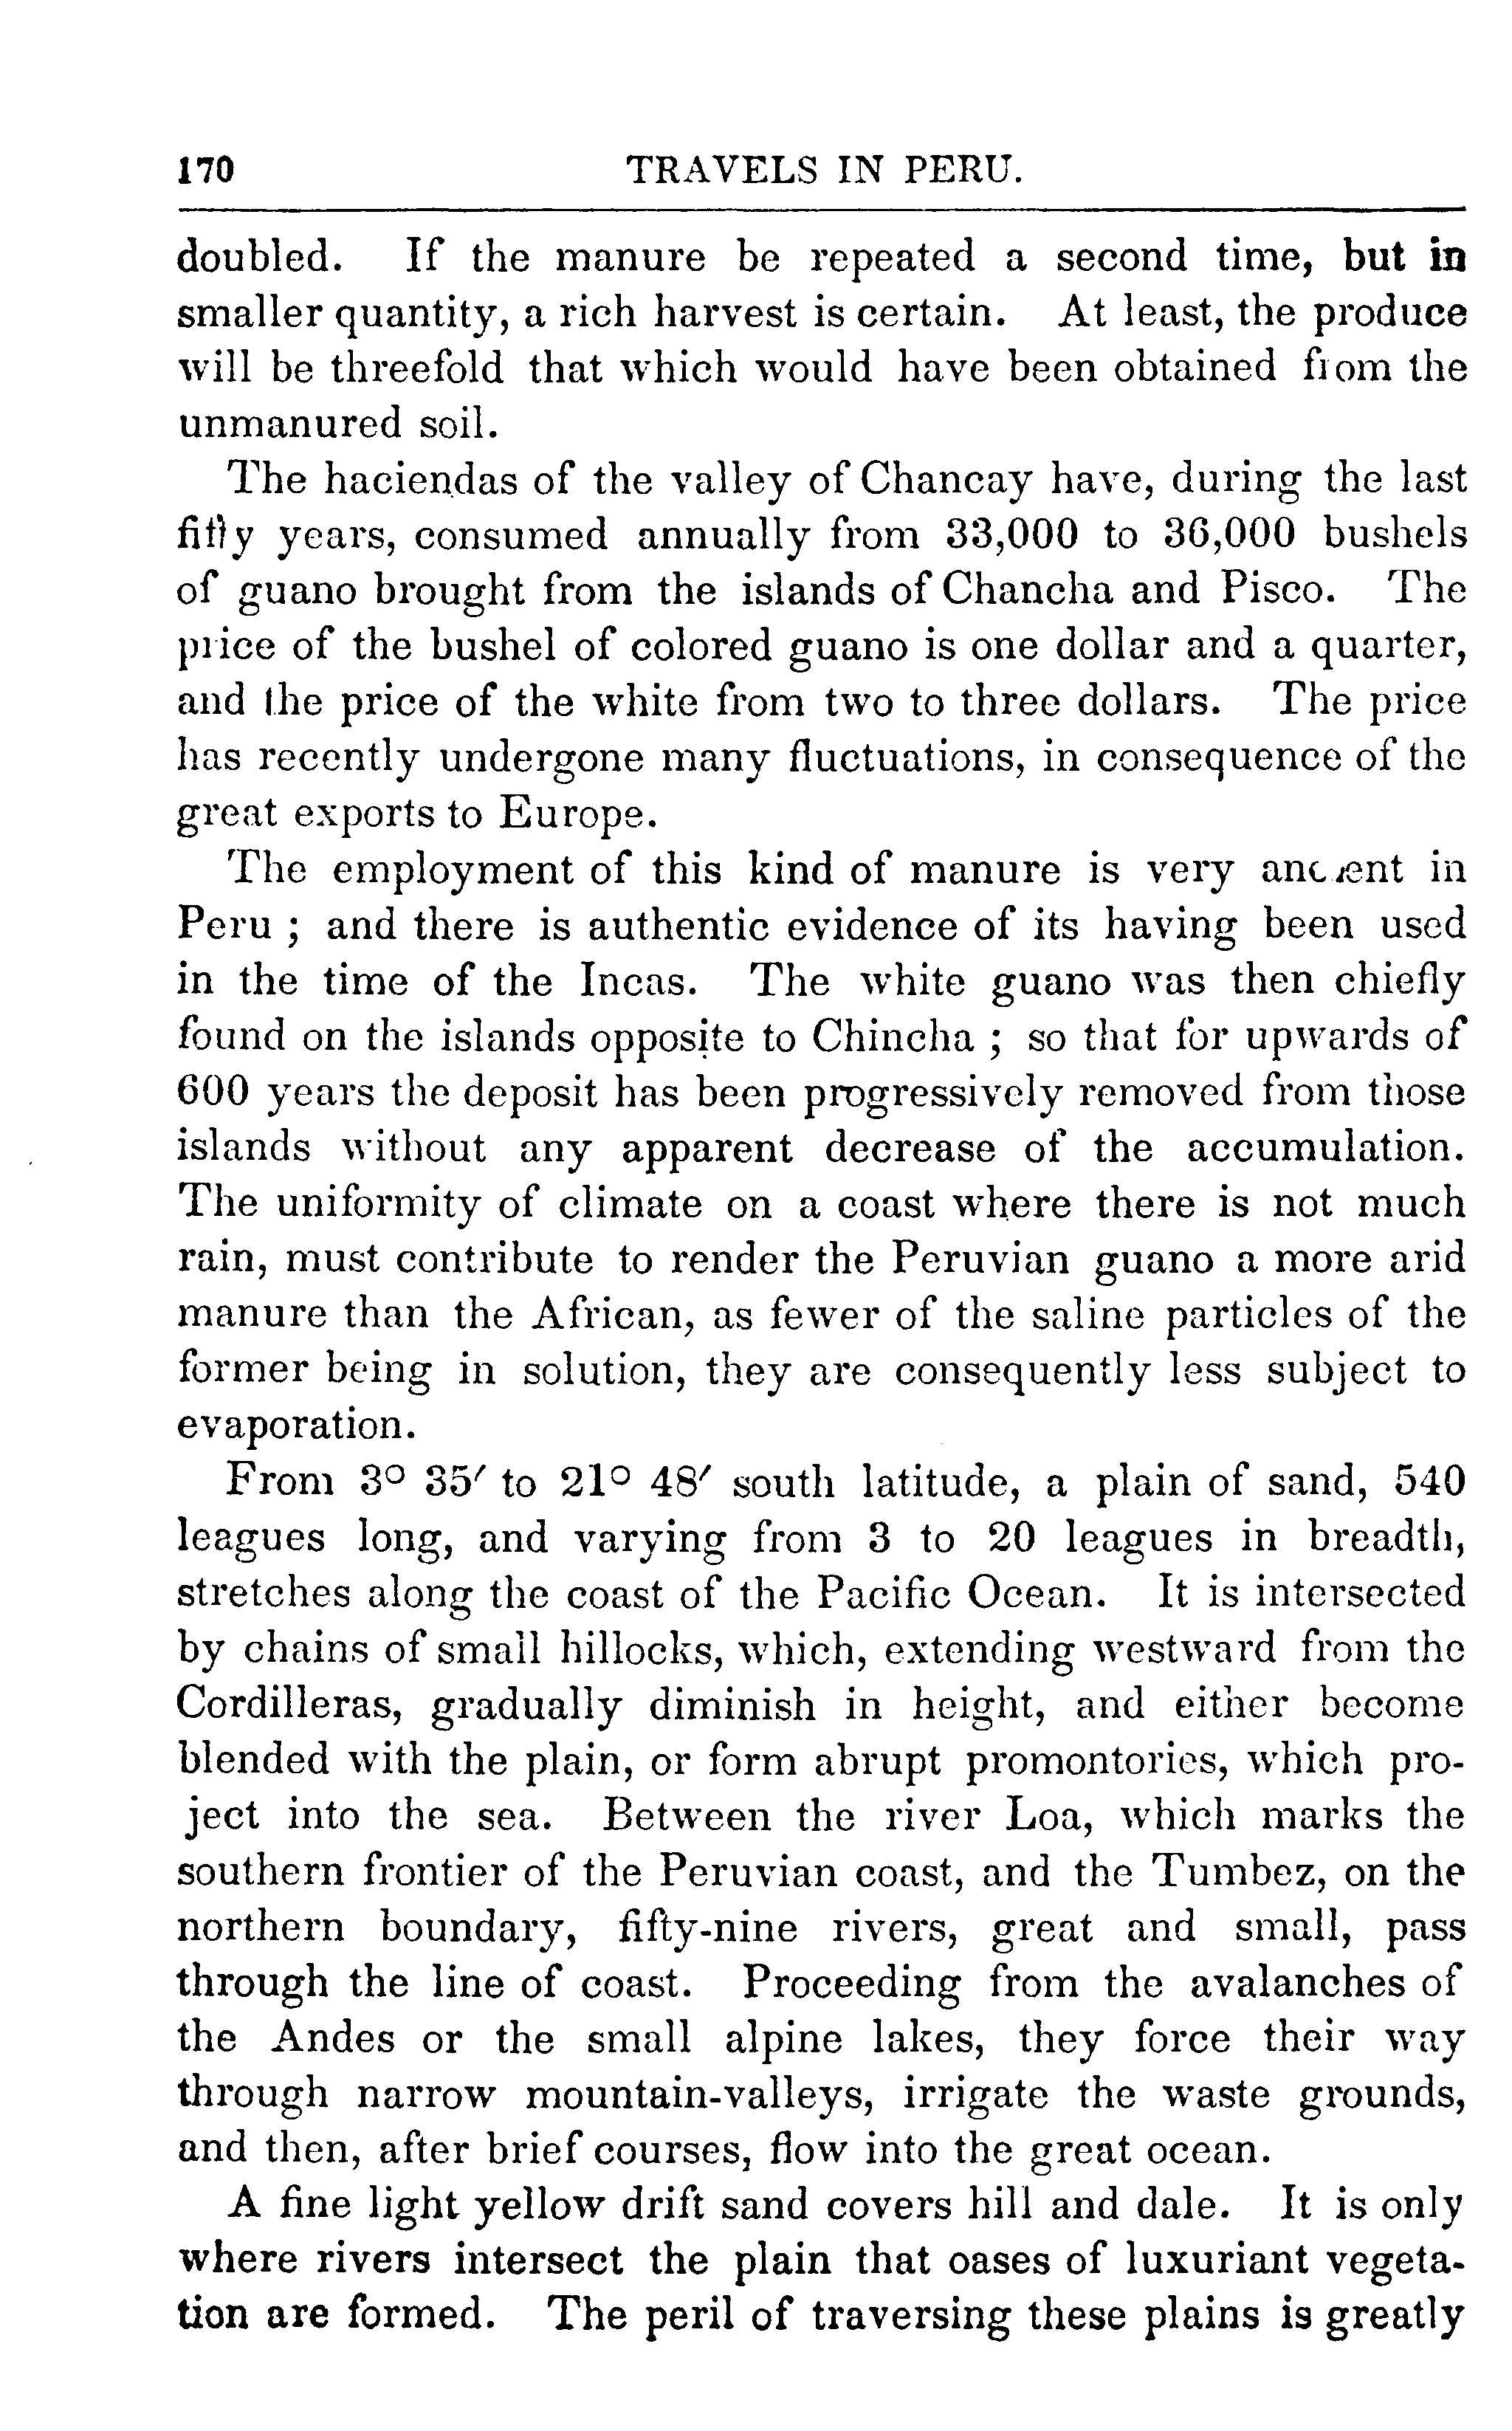 170 TRAVELS IN PERU.
doubled. If the manure be repeated a second time, but in
smaller quantity, a rich harvest is certain. At least, the produce
will be threefold that which would have been obtained from the
unmanured soil.
The haciendas of the valley of Chancay have, during the last
fifty years, consumed annually from 33,000 to 36,000 bushels
of guano brought from the islands of Chancha and Pisco. The
price of the bushel of colored guano is one dollar and a quarter,
and the price of the white from two to three dollars. The price
has recently undergone many fluctuations, in consequence of the
great exports to Europe.
The employment of this kind of manure is very ancient in
Peru ; and there is authentic evidence of its having been used
in the time of the Incas. The white guano was then chiefly
found on the islands opposite to Chincha ; so that for upwards of
600 years the deposit has been progressively removed from those
islands without any apparent decrease of the accumulation.
The uniformity of climate on a coast where there is not much
rain, must contribute to render the Peruvian guano a more arid
manure than the African, as fewer of the saline particles of the
former being in solution, they are consequently less subject to
evaporation.
From 3° 35′ to 21° 48′ south latitude, a plain of sand, 540
leagues long, and varying from 3 to 20 leagues in breadth,
stretches along the coast of the Pacific Ocean. It is intersected
by chains of small hillocks, which, extending westward from the
Cordilleras, gradually diminish in height, and either become
blended with the plain, or form abrupt promontories, which pro-
ject into the sea. Between the river Loa, which marks the
southern frontier of the Peruvian coast, and the Tumbez, on the
northern boundary, fifty-nine rivers, great and small, pass
through the line of coast. Proceeding from the avalanches of
the Andes or the small alpine lakes, they force their way
through narrow mountain-valleys, irrigate the waste grounds,
and then, after brief courses, flow into the great ocean.
A fine light yellow drift sand covers hill and dale. It is only
where rivers intersect the plain that oases of luxuriant vegeta-
tion are formed. The peril of traversing these plains is greatly